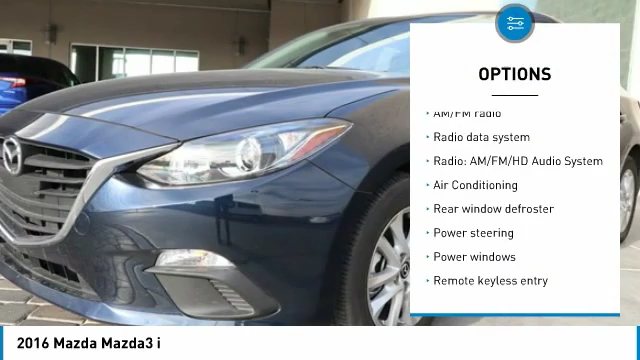 OPTIONS
AM/FM radio
Radio data system
Radio: AM/FM/HD Audio System
Air Conditioning
Rear window defroster
Power steering
Power windows
Remote keyless entry
2016 Mazda Mazda3 i